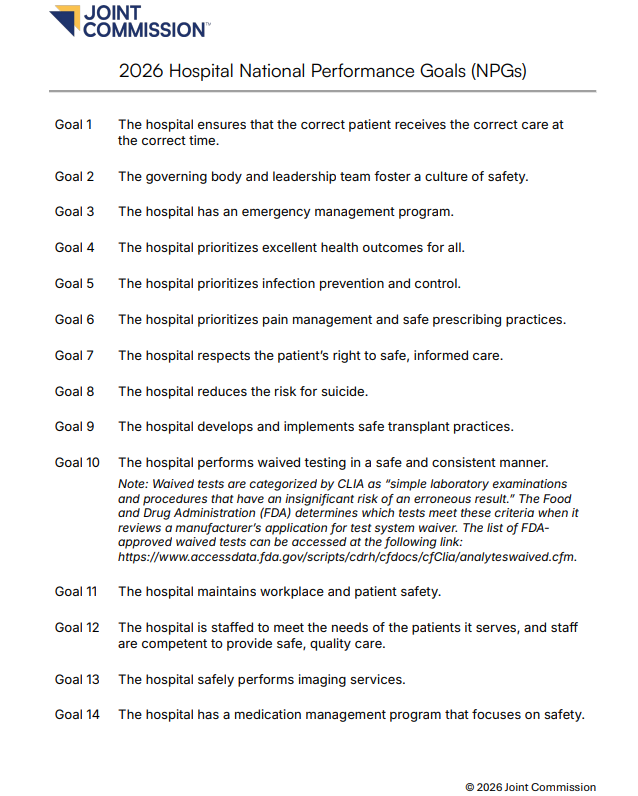 JOINT
COMMISSION™
2026 Hospital National Performance Goals (NPGs)
Goal 1 The hospital ensures that the correct patient receives the correct care at
the correct time.
Goal 2 The governing body and leadership team foster a culture of safety.
Goal 3 The hospital has an emergency management program.
Goal 4 The hospital prioritizes excellent health outcomes for all.
Goal 5 The hospital prioritizes infection prevention and control.
Goal 6 The hospital prioritizes pain management and safe prescribing practices.
Goal 7 The hospital respects the patient’s right to safe, informed care.
Goal 8 The hospital reduces the risk for suicide.
Goal 9 The hospital develops and implements safe transplant practices.
Goal 10 The hospital performs waived testing in a safe and consistent manner.
Note: Waived tests are categorized by CLIA as “simple laboratory examinations
and procedures that have an insignificant risk of an erroneous result.” The Food
and Drug Administration (FDA) determines which tests meet these criteria when it
reviews a manufacturer’s application for test system waiver. The list of FDA-
approved waived tests can be accessed at the following link:
https://www.accessdata.fda.gov/scripts/cdrh/cfdocs/cfClia/analyteswaived.cfm.
Goal 11 The hospital maintains workplace and patient safety.
Goal 12 The hospital is staffed to meet the needs of the patients it serves, and staff
are competent to provide safe, quality care.
Goal 13 The hospital safely performs imaging services.
Goal 14 The hospital has a medication management program that focuses on safety.
© 2026 Joint Commission